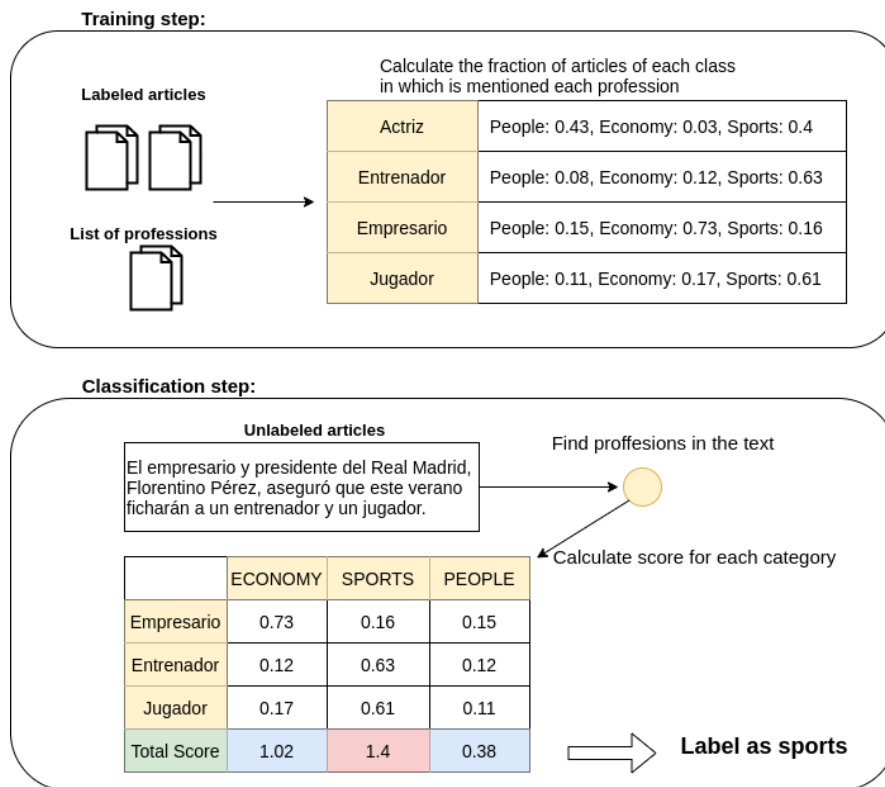 Training step:
Calculate the fraction of articles of each class
in which is mentioned each profession
Labeled articles
List of professions
Actriz People: 0.43, Economy: 0.03, Sports: 0.4
Entrenador People: 0.08, Economy: 0.12, Sports: 0.63
Empresario People: 0.15, Economy: 0.73, Sports: 0.16
Jugador People: 0.11, Economy: 0.17, Sports: 0.61
Classification step:
Unlabeled articles
El empresario y presidente del Real Madrid,
Florentino Pérez, aseguró que este verano
ficharán a un entrenador y un jugador.
Find proffesions in the text
Calculate score for each category
ECONOMY SPORTS PEOPLE
Empresario 0.73 0.16 0.15
Entrenador 0.12 0.63 0.12
Jugador 0.17 0.61 0.11
Total Score 1.02 1.4 0.38
Label as sports